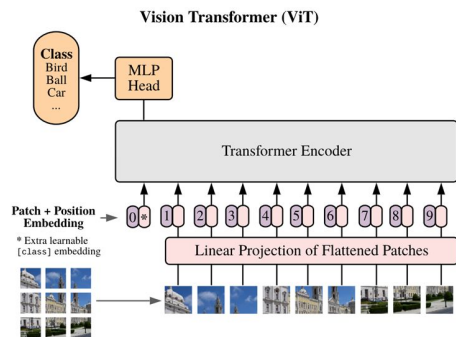 Vision Transformer (ViT)
Class
Bird
Ball
Car
...
MLP
Head
Transformer Encoder
Patch + Position
Embedding
0 * 1 2 3 4 5 6 7 8 9
* Extra learnable
[class] embedding
Linear Projection of Flattened Patches